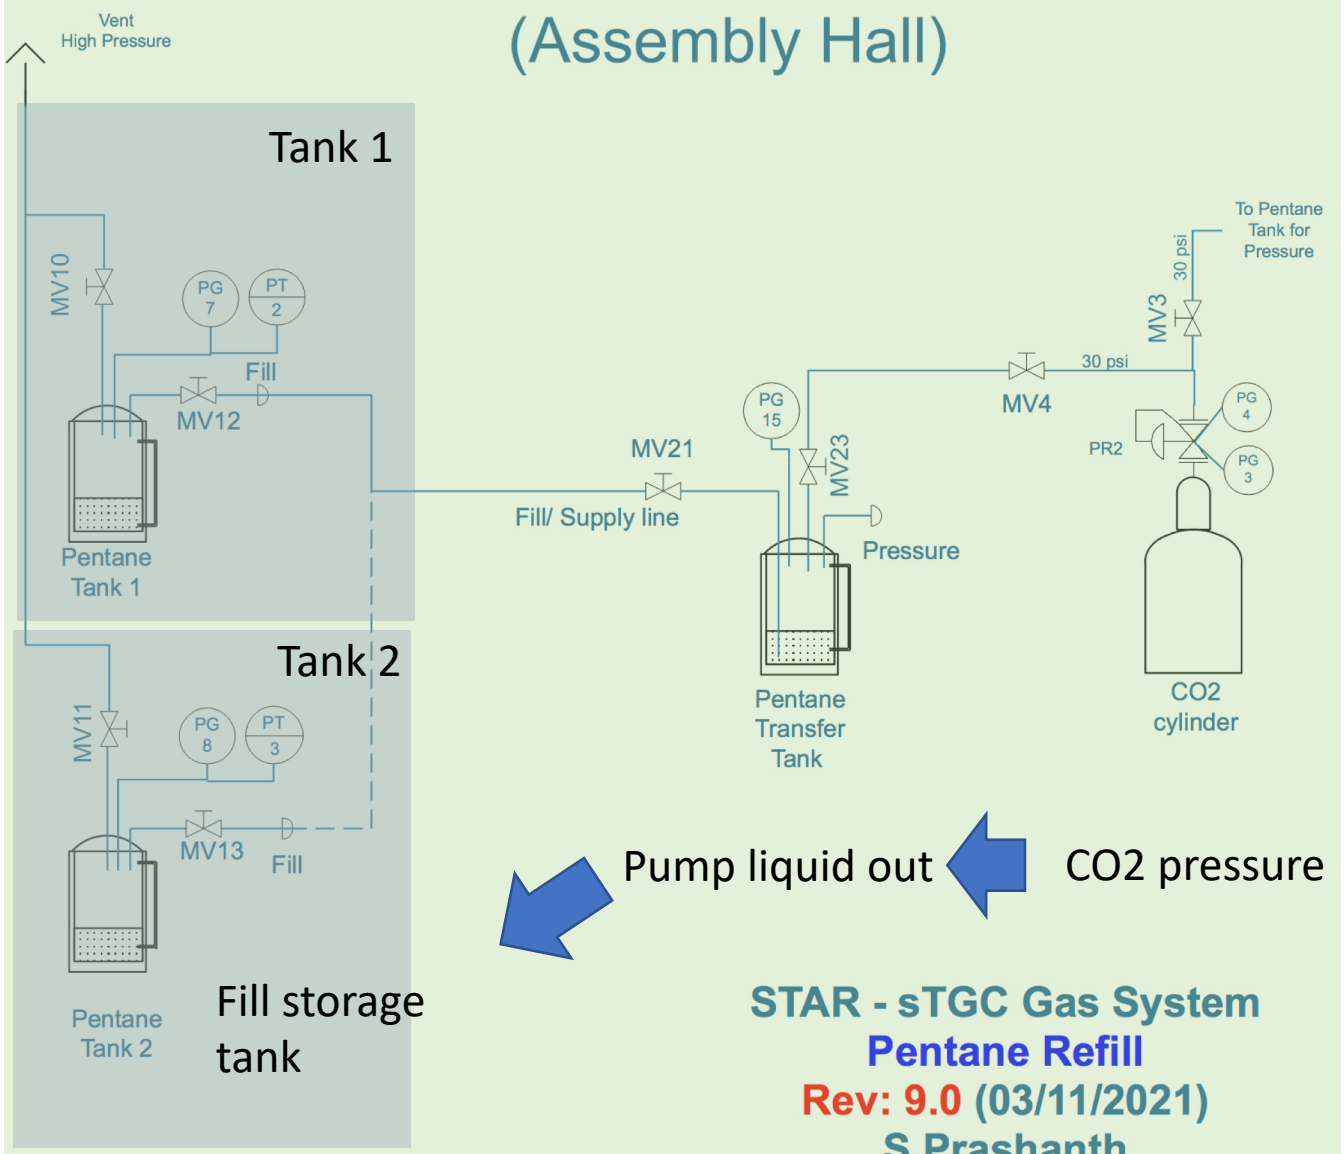 Vent
High Pressure
(Assembly Hall)
Tank 1
To Pentane
Tank for
Pressure
30 psi
MV10
PG
7
PT
2
MV3
Fill
MV12
30 psi
MV4
PG
15
PG
4
PR2
PG
3
MV21
MV23
Fill/ Supply line
Pressure
Pentane
Tank 1
Tank 2
CO2
cylinder
Pentane
Transfer
Tank
MV11
PG
8
PT
3
MV13
Fill
Pump liquid out
CO2 pressure
Pentane
Tank 2
Fill storage
tank
STAR - sTGC Gas System
Pentane Refill
Rev: 9.0 (03/11/2021)
S Prashanth